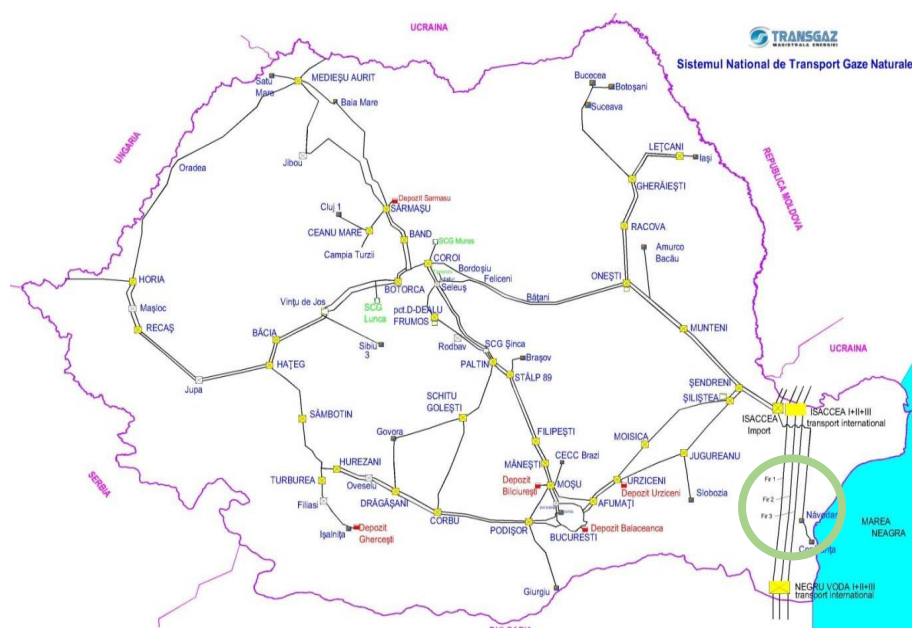 UCRAINA
TRANSGAZ
MAGISTRALA ENERGIEI
Sistemul National de Transport Gaze Naturale
Satu
Mare
MEDIEŞU AURIT
Baia Mare
Bucecea
Botoşani
Suceava
UNGARIA
Oradea
Jibou
LEŢCANI
Iaşi
GHERĂIEŞTI
REPUBLICA MOLDOVA
Depozit Sarmasu
SĂRMAŞU
Cluj 1
CEANU MARE
Campia Turzii
BAND
SCG Mures
COROI
RACOVA
Amurco
Bacău
HORIA
Maşloc
RECAŞ
BOTORCA
Bordoşiu
Feliceni
Seleuş
Băţani
ONEŞTI
Vinţu de Jos
SCG
Lunca
pct.D-DEALU
FRUMOS
BĂCIA
Sibiu
3
Rodbav
SCG Şinca
MUNTENI
HAŢEG
PALTIN
Braşov
STÂLP 89
UCRAINA
Jupa
ŞENDRENI
ŞILIŞTEA
SCHITU
GOLEŞTI
ISACCEA
Import
ISACCEA I+II+III
transport international
SÂMBOTIN
Govora
FILIPEŞTI
MOISICA
JUGUREANU
CECC Brazi
MĂNEŞTI
HUREZANI
Oveselu
TURBUREA
Depozit
Biliciureşti
MOŞU
URZICENI
Depozit Urziceni
Slobozia
SERBIA
Filiasi
DRĂGĂŞANI
CORBU
AFUMAŢI
Işalniţa
Depozit
Ghercești
PODIŞOR
BUCURESTI
Depozit Balaceanca
Fir 1
Fir 2
Fir 3
Năvodari
Constanţa
MAREA
NEAGRA
Giurgiu
NEGRU VODA I+II+III
transport international